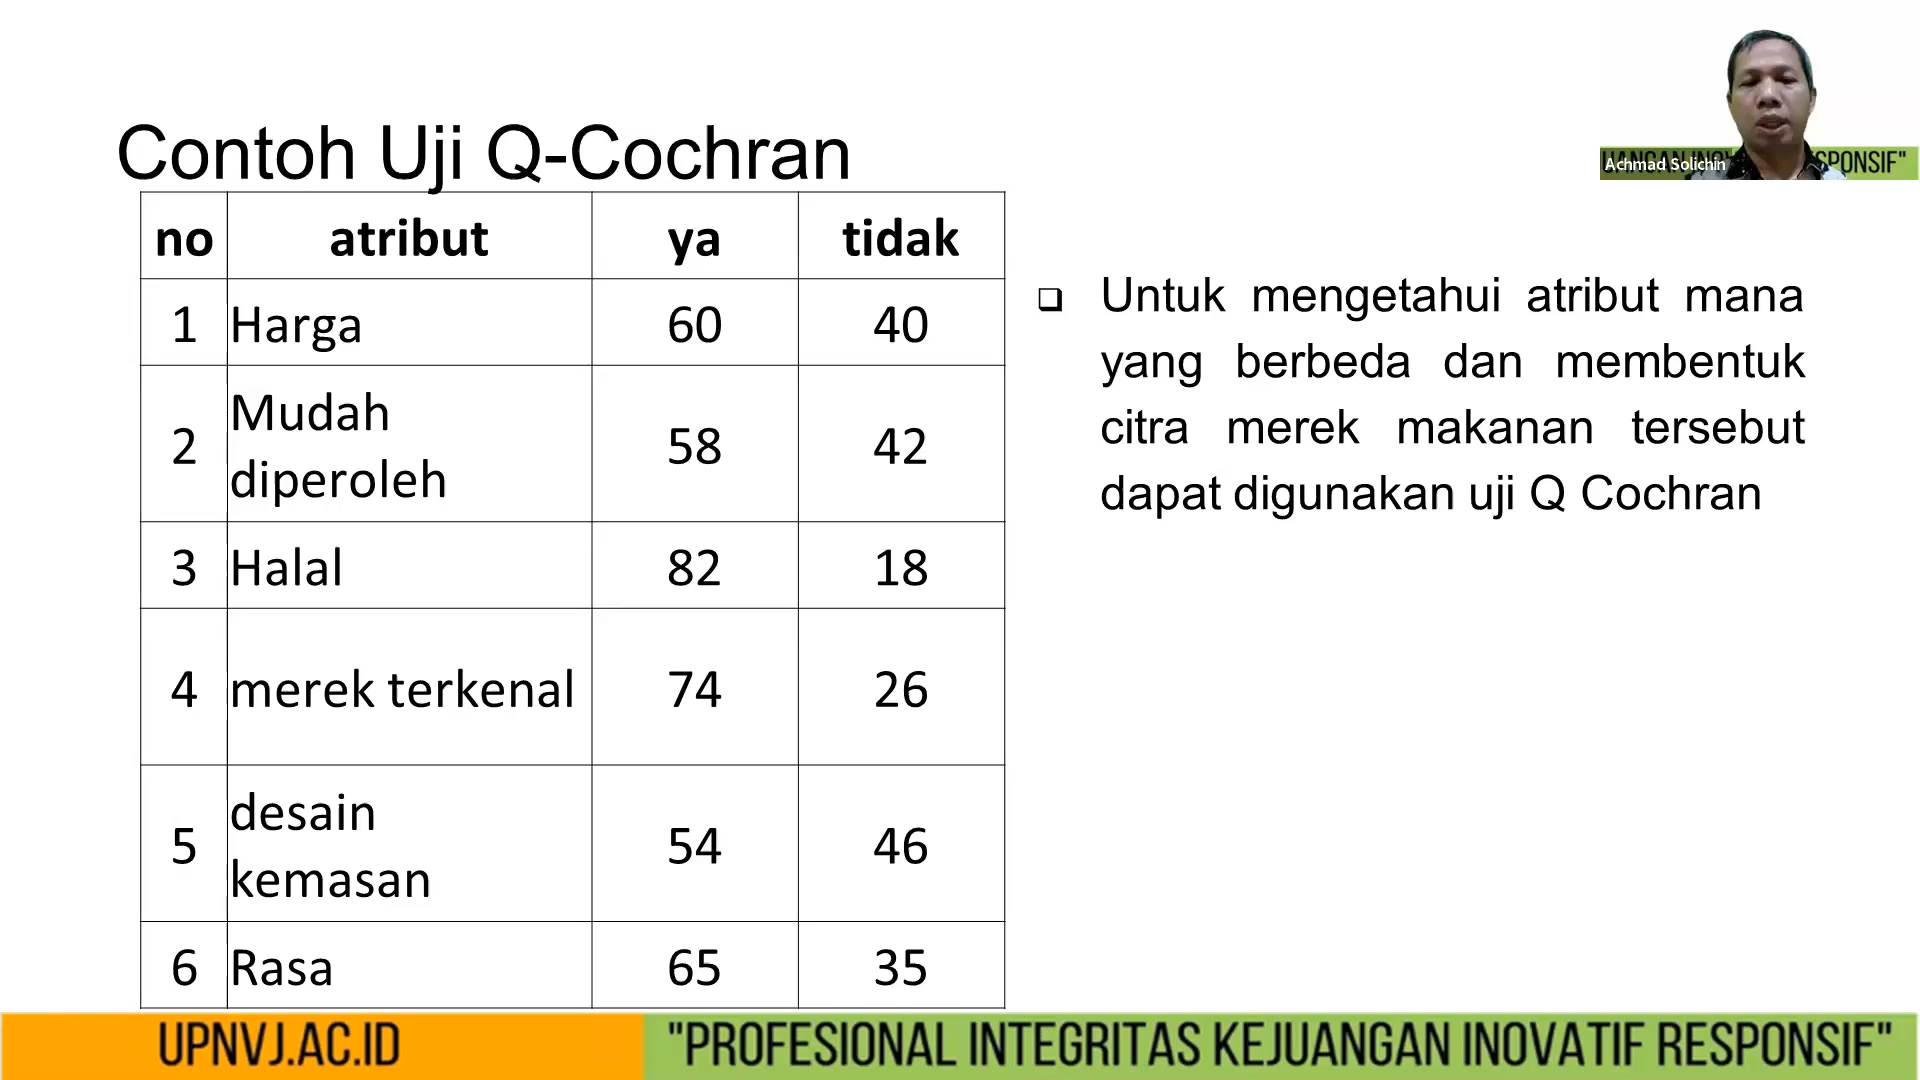 Contoh Uji Q-Cochran
no atribut ya tidak
1 Harga 60 40
2 Mudah diperoleh 58 42
3 Halal 82 18
4 merek terkenal 74 26
5 desain kemasan 54 46
6 Rasa 65 35
❑ Untuk mengetahui atribut mana
yang berbeda dan membentuk
citra merek makanan tersebut
dapat digunakan uji Q Cochran
Achmad Solichin
UPNVJ.AC.ID
"PROFESIONAL INTEGRITAS KEJUANGAN INOVATIF RESPONSIF"